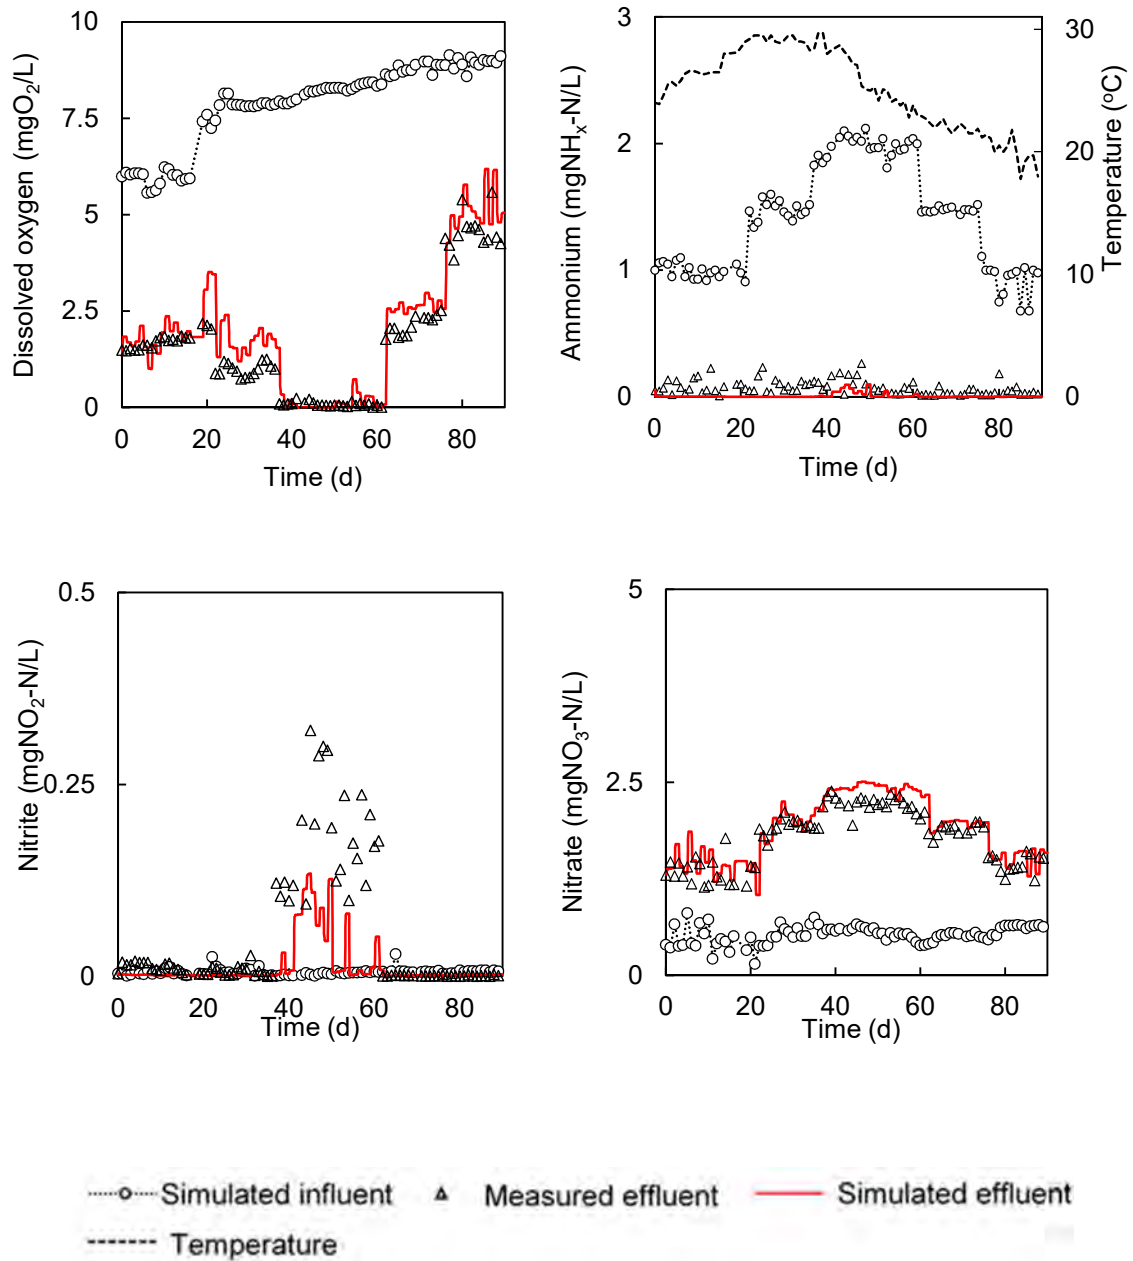 10
7.5
5
2.5
0
0 20 40 60 80
Time (d)
Dissolved oxygen (mgO2/L)
3
2
1
0
30
20
10
0
0 20 40 60 80
Time (d)
Ammonium (mgNHx-N/L)
Temperature (ºC)
0.5
0.25
0
0 20 40 60 80
Time (d)
Nitrite (mgNO2-N/L)
5
2.5
0
0 20 40 60 80
Time (d)
Nitrate (mgNO3-N/L)
Simulated influent Measured effluent Simulated effluent
Temperature